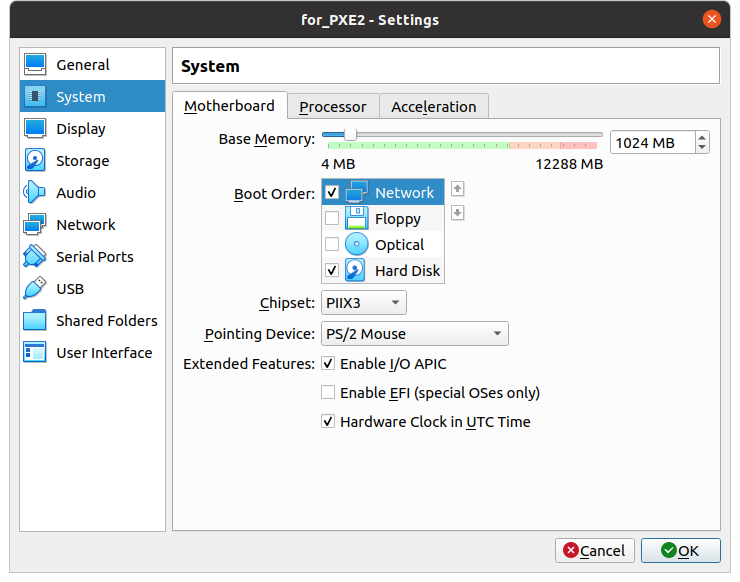 for_PXE2 - Settings
General
System
Display
Storage
Audio
Network
Serial Ports
USB
Shared Folders
User Interface
System
Motherboard Processor Acceleration
Base Memory: 1024 MB
4 MB 12288 MB
Boot Order: Network
Floppy
Optical
Hard Disk
Chipset: PIIX3
Pointing Device: PS/2 Mouse
Extended Features: Enable I/O APIC
Enable EFI (special OSes only)
Hardware Clock in UTC Time
Cancel OK